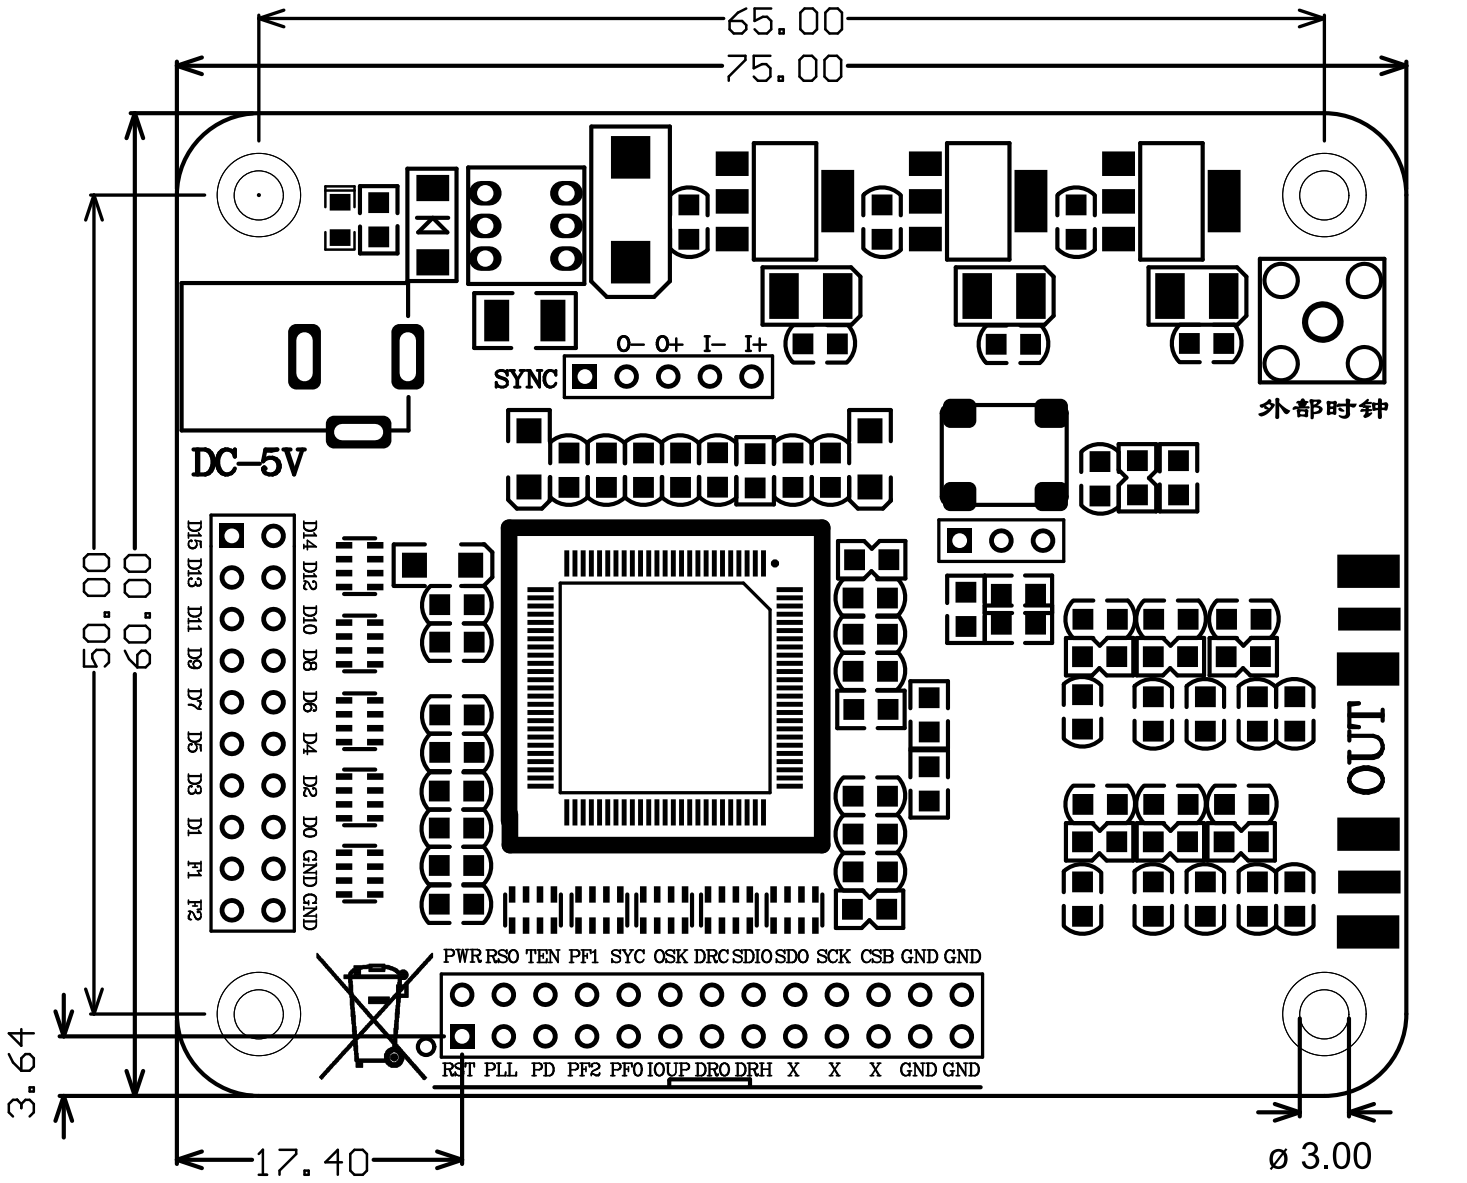 65.00
75.00
O- O+ I- I+
SYNC
外部时钟
DC-5V
D15 D14
D13 D12
D11 D10
D9 D8
D7 D6
D5 D4
D3 D2
D1 D0
F1 GND
F2 GND
50.00
60.00
OUT
PWR RSO TEN PF1 SYC OSK DRC SDIO SDO SCK CSB GND GND
RST PLL PD PF2 PF0 IOUP DRO DRH X X X GND GND
3.64
17.40
ø 3.00